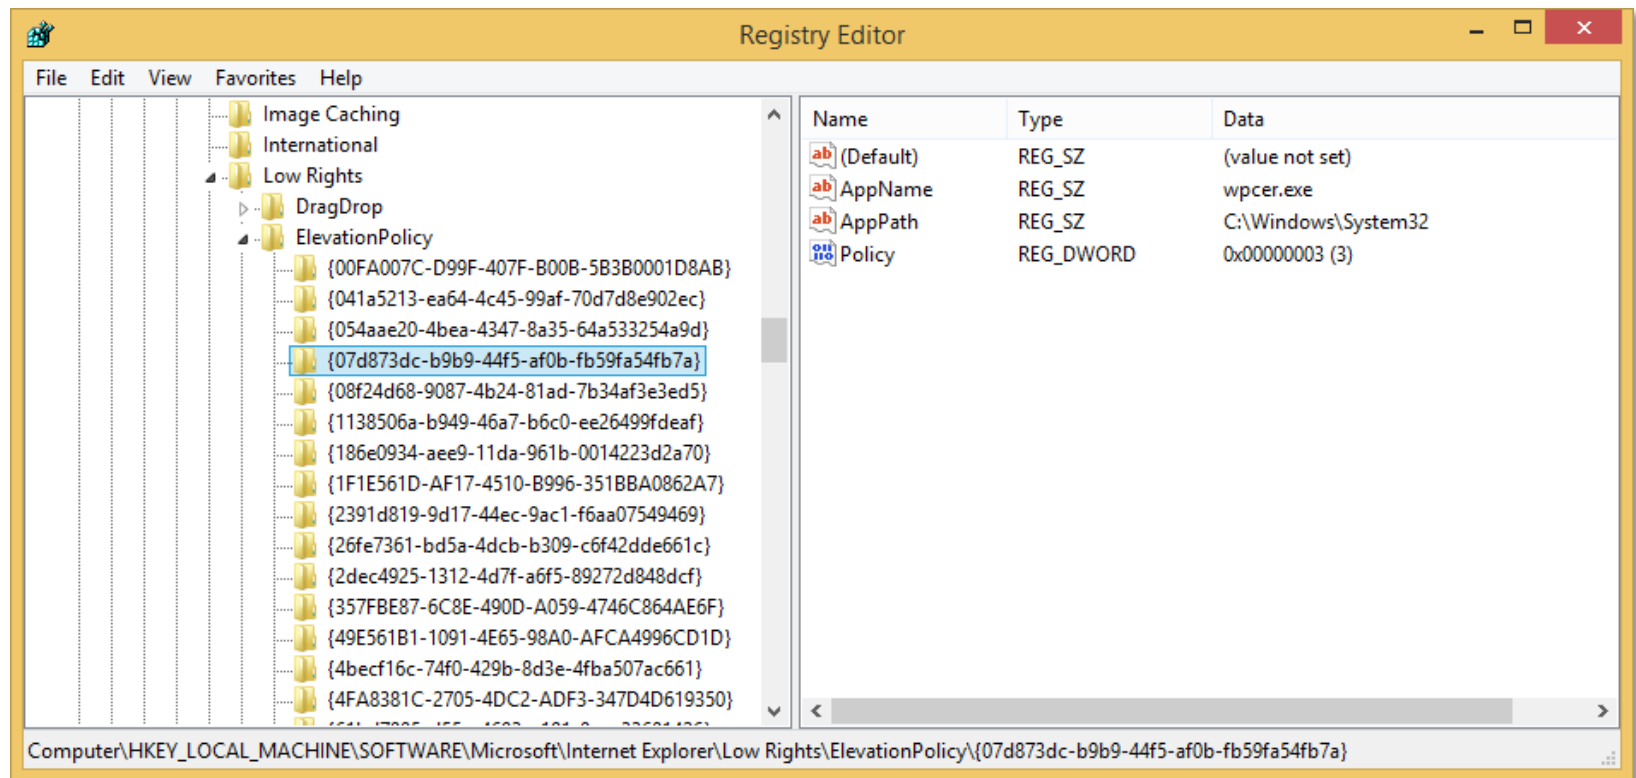 Registry Editor
File Edit View Favorites Help
Image Caching
International
Low Rights
DragDrop
ElevationPolicy
{00FA007C-D99F-407F-B00B-5B3B0001D8AB}
{041a5213-ea64-4c45-99af-70d7d8e902ec}
{054aae20-4bea-4347-8a35-64a533254a9d}
{07d873dc-b9b9-44f5-af0b-fb59fa54fb7a}
{08f24d68-9087-4b24-81ad-7b34af3e3ed5}
{1138506a-b949-46a7-b6c0-ee26499fdeaf}
{186e0934-aee9-11da-961b-0014223d2a70}
{1F1E561D-AF17-4510-B996-351BBA0862A7}
{2391d819-9d17-44ec-9ac1-f6aa07549469}
{26fe7361-bd5a-4dcb-b309-c6f42dde661c}
{2dec4925-1312-4d7f-a6f5-89272d848dcf}
{357FBE87-6C8E-490D-A059-4746C864AE6F}
{49E561B1-1091-4E65-98A0-AFCA4996CD1D}
{4becf16c-74f0-429b-8d3e-4fba507ac661}
{4FA8381C-2705-4DC2-ADF3-347D4D619350}
Name Type Data
(Default) REG_SZ (value not set)
AppName REG_SZ wpcer.exe
AppPath REG_SZ C:\Windows\System32
Policy REG_DWORD 0x00000003 (3)
Computer\HKEY_LOCAL_MACHINE\SOFTWARE\Microsoft\Internet Explorer\Low Rights\ElevationPolicy\{07d873dc-b9b9-44f5-af0b-fb59fa54fb7a}